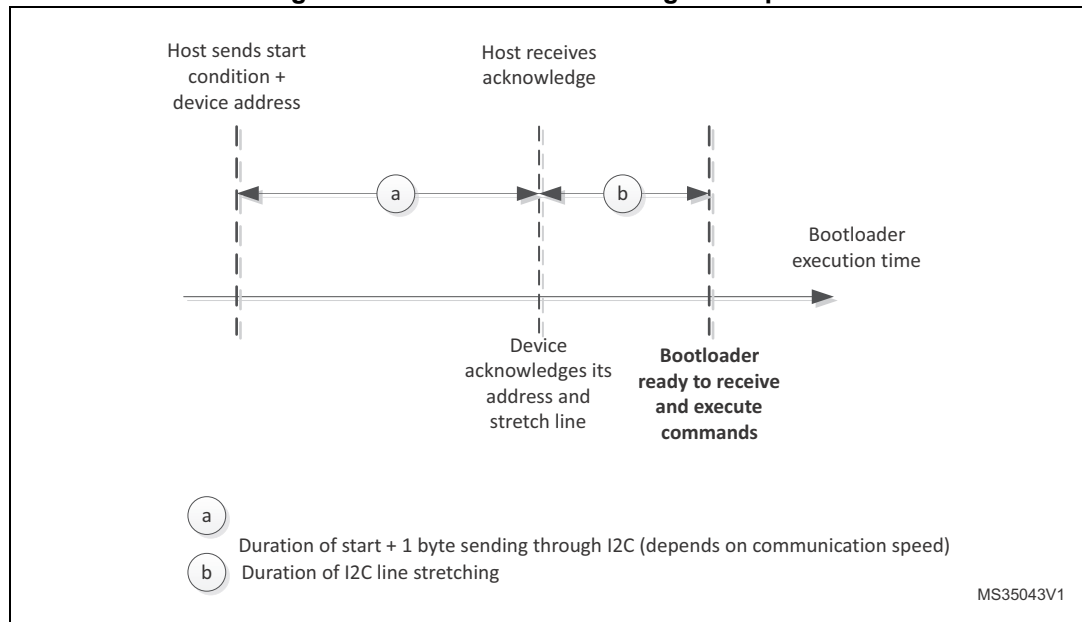 Host sends start
condition +
device address
Host receives
acknowledge
a
b
Bootloader
execution time
Device
acknowledges its
address and
stretch line
Bootloader
ready to receive
and execute
commands
a
Duration of start + 1 byte sending through I2C (depends on communication speed)
b Duration of I2C line stretching
MS35043V1